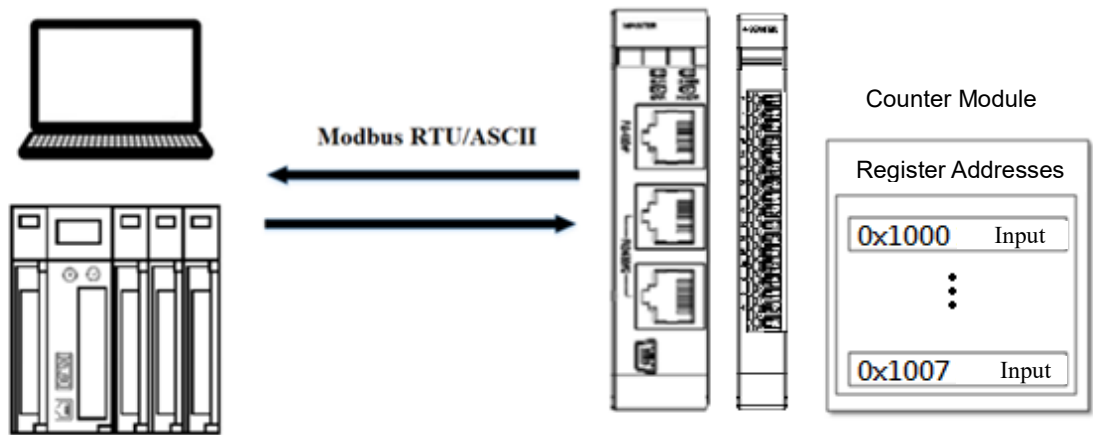 Modbus RTU/ASCII
Counter Module
Register Addresses
0x1000 Input
0x1007 Input